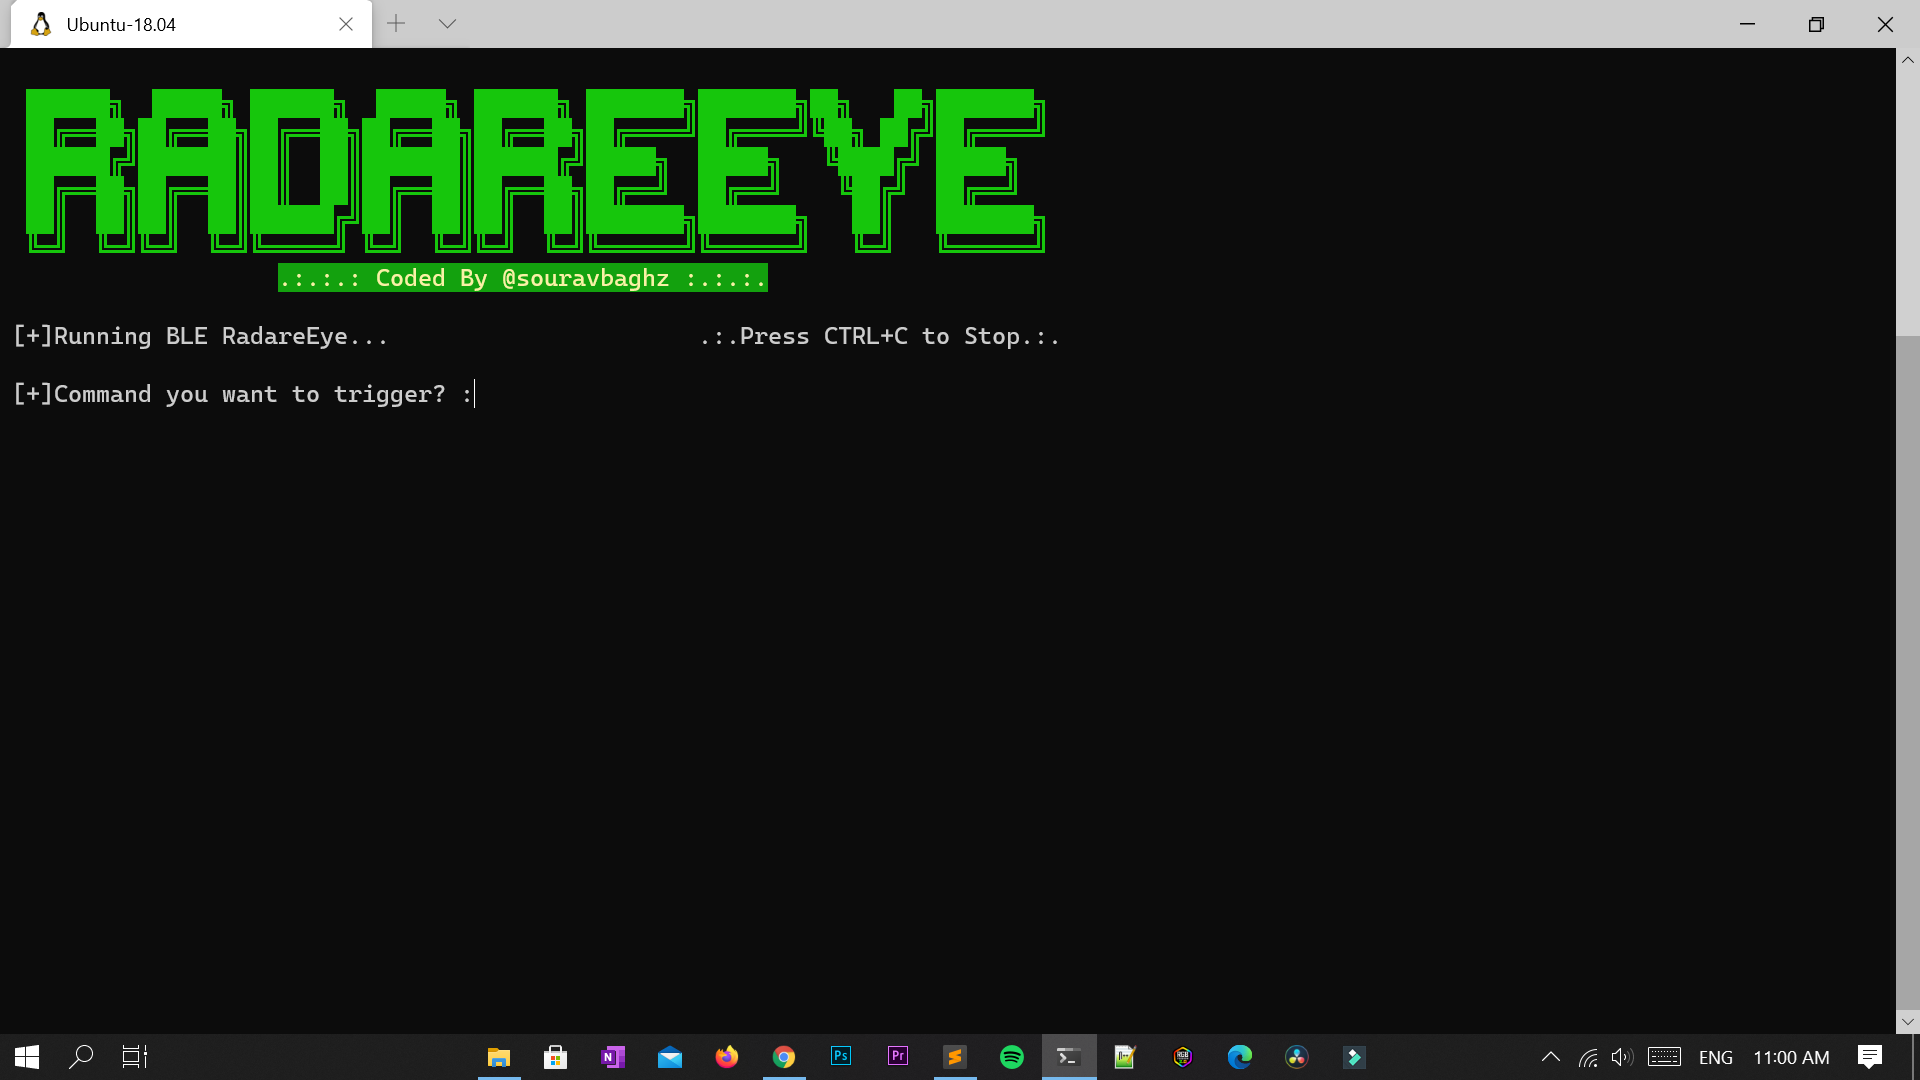 Ubuntu-18.04
RADAREEYE
.:.:.: Coded By @souravbaghz :.:.:.
[+]Running BLE RadareEye... .:.Press CTRL+C to Stop.:.
[+]Command you want to trigger? :
N Ps Pr RGB ENG 11:00 AM